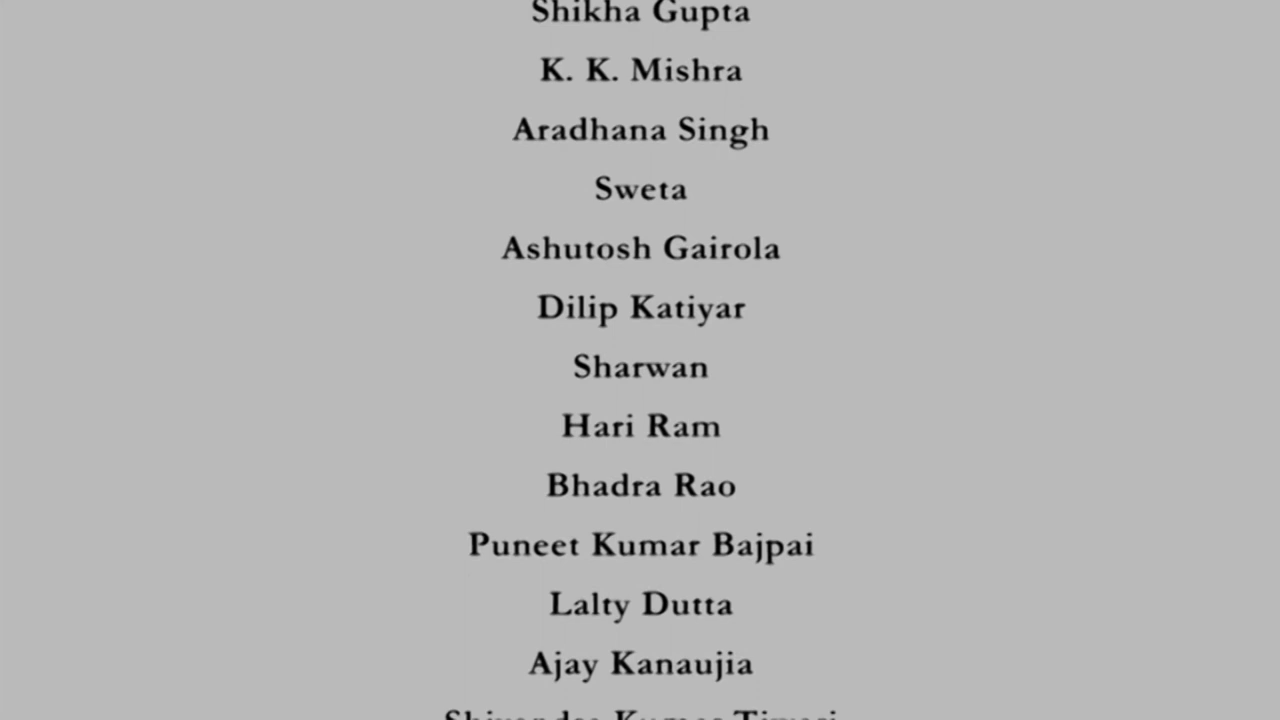 Shikha Gupta
K. K. Mishra
Aradhana Singh
Sweta
Ashutosh Gairola
Dilip Katiyar
Sharwan
Hari Ram
Bhadra Rao
Puneet Kumar Bajpai
Lalty Dutta
Ajay Kanaujia